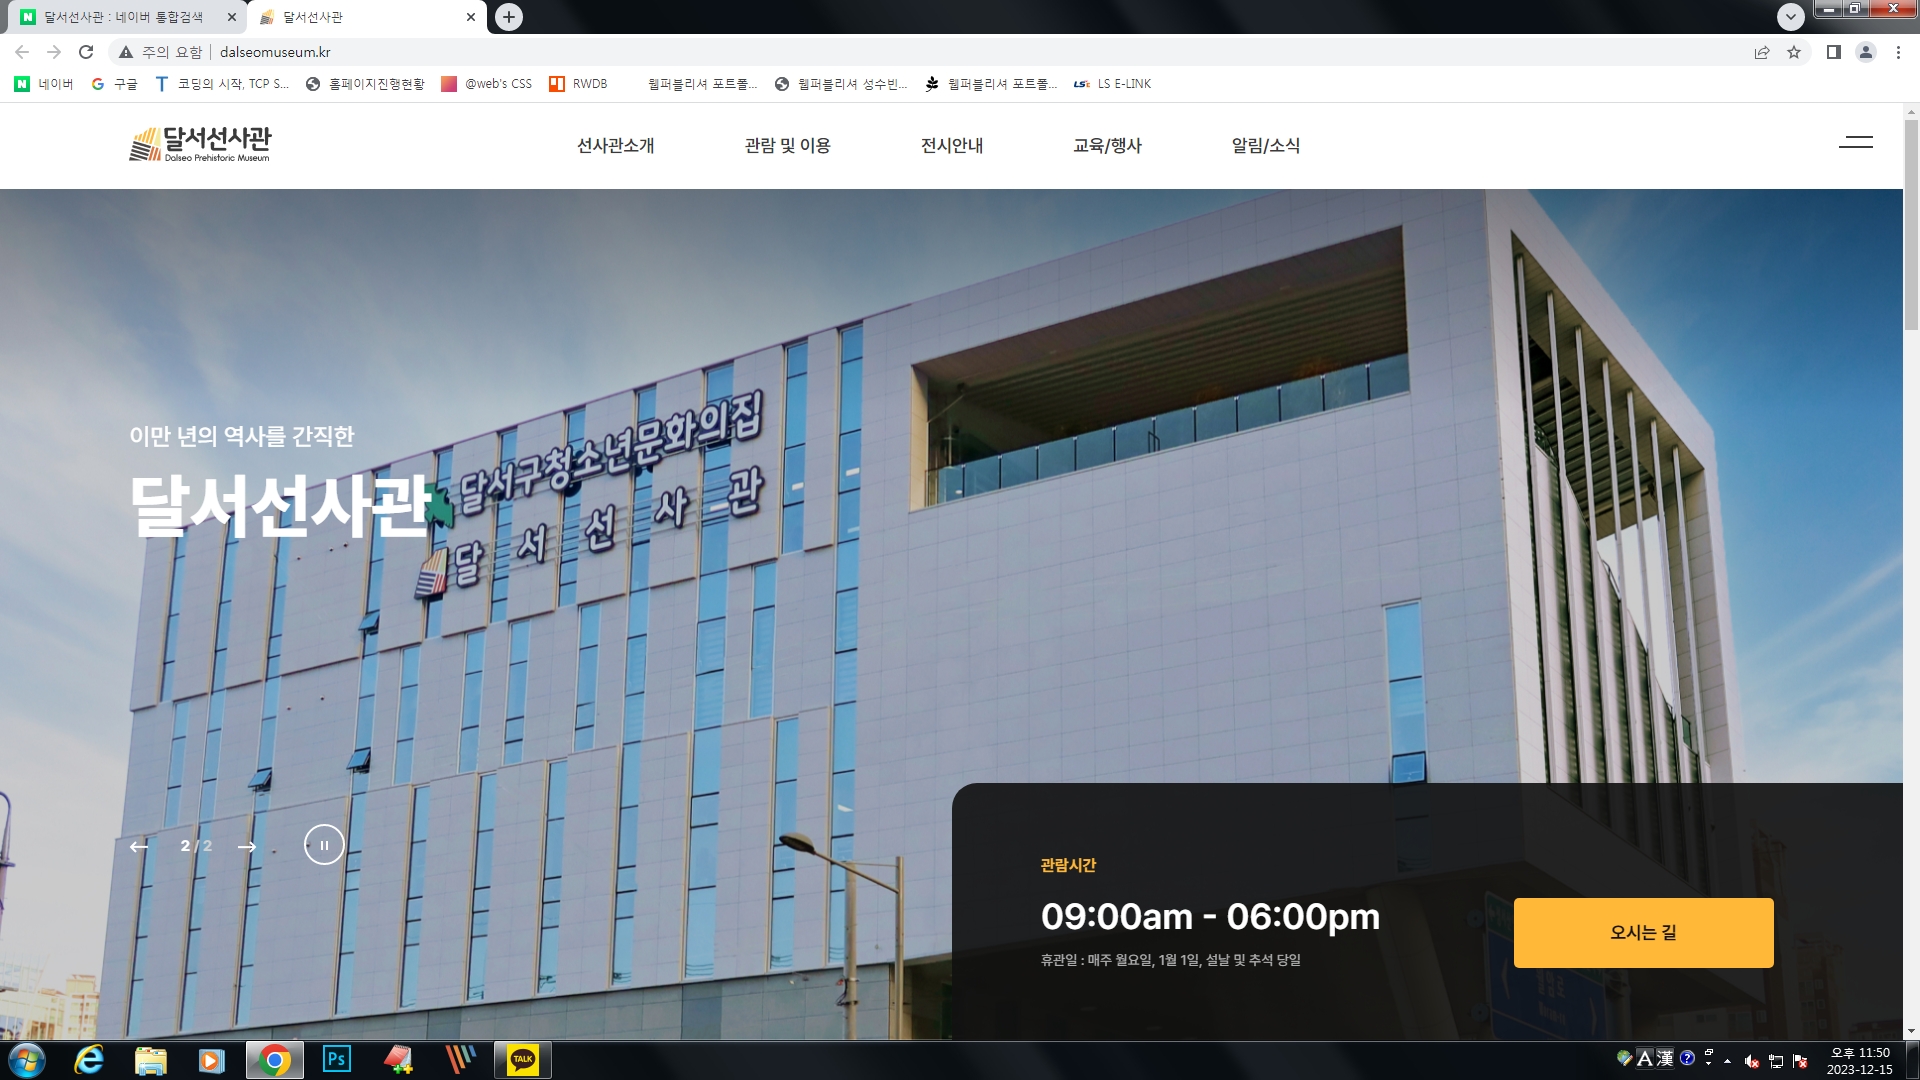 달서선사관 : 네이버 통합검색
달서선사관
주의 요함
dalseomuseum.kr
네이버
구글
코딩의 시작, TCP S...
홈페이지진행현황
@web's CSS
RWDB
웹퍼블리셔 포트폴...
웹퍼블리셔 성수빈...
웹퍼블리셔 포트폴...
LS E-LINK
달서선사관
Dalseo Prehistoric Museum
선사관소개
관람 및 이용
전시안내
교육/행사
알림/소식
이만 년의 역사를 간직한
달서선사관
달서구청소년문화의집
달서선사관
2 / 2
관람시간
09:00am - 06:00pm
휴관일 : 매주 월요일, 1월 1일, 설날 및 추석 당일
오시는 길
Ps
TALK
A 漢
오후 11:50
2023-12-15